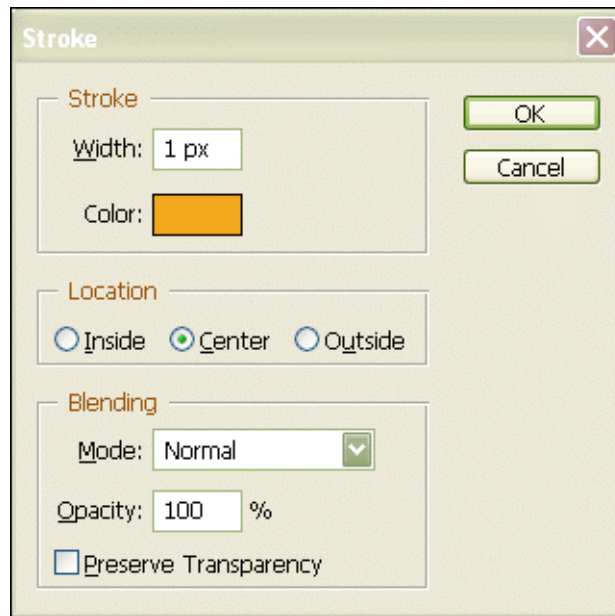 Stroke
Stroke
OK
Width: 1 px
Cancel
Color:
Location
Inside Center Outside
Blending
Mode: Normal
Opacity: 100 %
Preserve Transparency